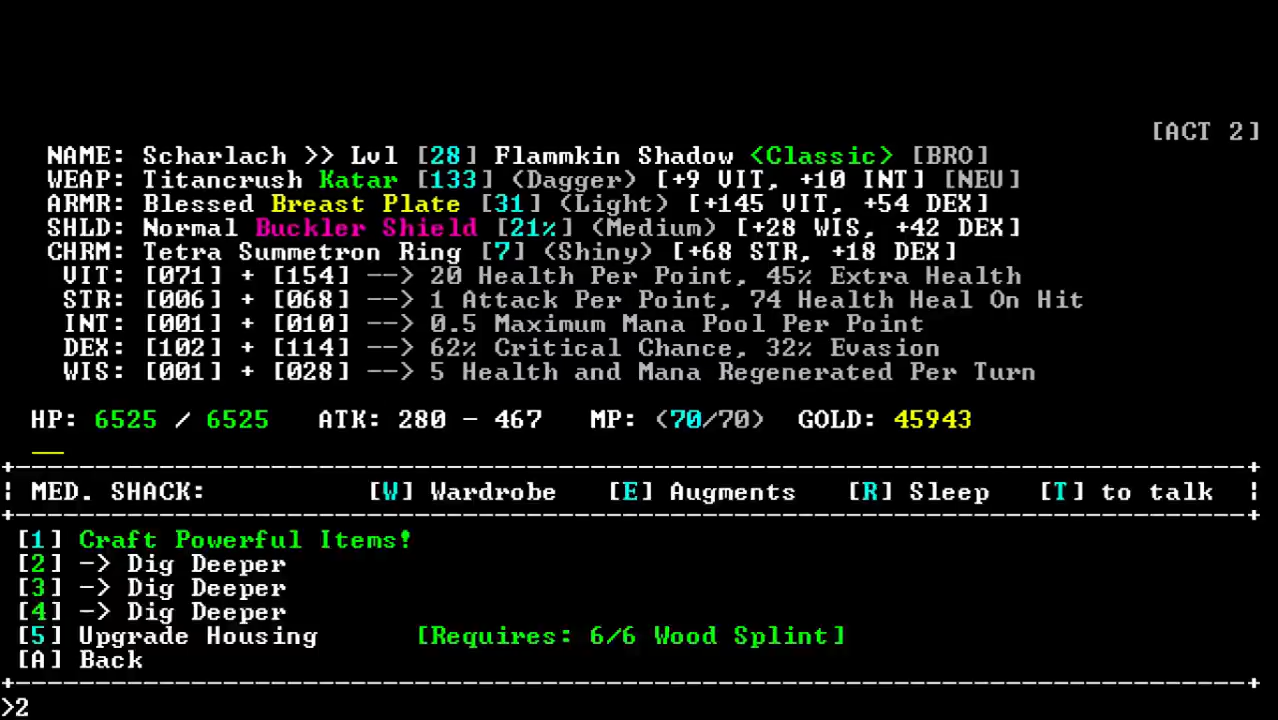 [ACT 2]
NAME: Scharlach >> Lvl [28] Flammkin Shadow <Classic> [BRO]
WEAP: Titancrush Katar [133] (Dagger) [+9 VIT, +10 INT] [NEU]
ARMR: Blessed Breast Plate [31] (Light) [+145 VIT, +54 DEX]
SHLD: Normal Buckler Shield [21%] (Medium) [+28 WIS, +42 DEX]
CHRM: Tetra Summetron Ring [7] (Shiny) [+68 STR, +18 DEX]
VIT: [071] + [154] --> 20 Health Per Point, 45% Extra Health
STR: [006] + [068] --> 1 Attack Per Point, 74 Health Heal On Hit
INT: [001] + [010] --> 0.5 Maximum Mana Pool Per Point
DEX: [102] + [114] --> 62% Critical Chance, 32% Evasion
WIS: [001] + [028] --> 5 Health and Mana Regenerated Per Turn
HP: 6525 / 6525 ATK: 280 - 467 MP: (70/70) GOLD: 45943
MED. SHACK: [W] Wardrobe [E] Augments [R] Sleep [T] to talk
[1] Craft Powerful Items!
[2] -> Dig Deeper
[3] -> Dig Deeper
[4] -> Dig Deeper
[5] Upgrade Housing [Requires: 6/6 Wood Splint]
[A] Back
>2